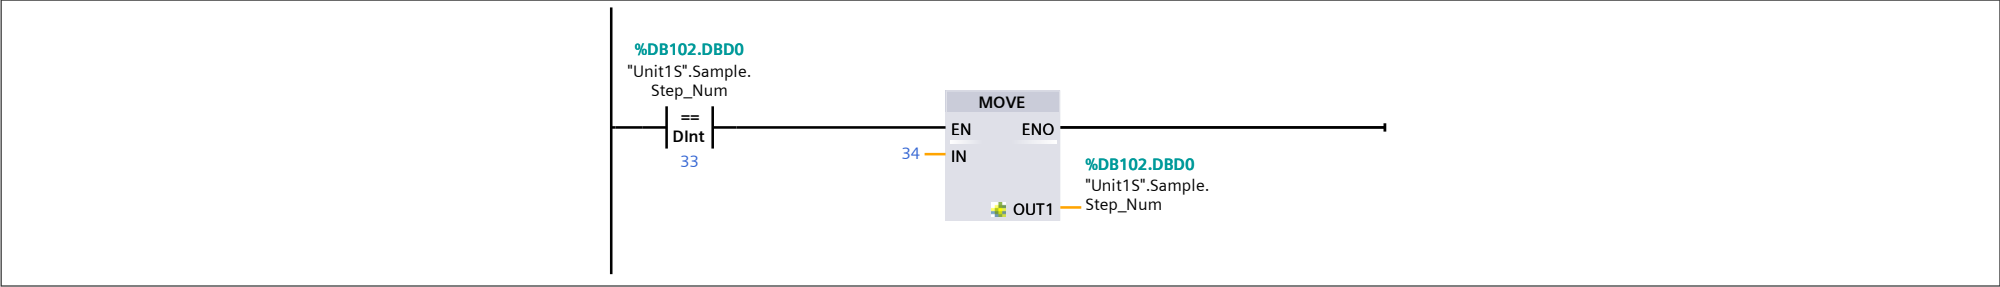 %DB102.DBD0
"Unit1S".Sample.
Step_Num
==
DInt
33
MOVE
EN ENO
34 IN
OUT1
%DB102.DBD0
"Unit1S".Sample.
Step_Num